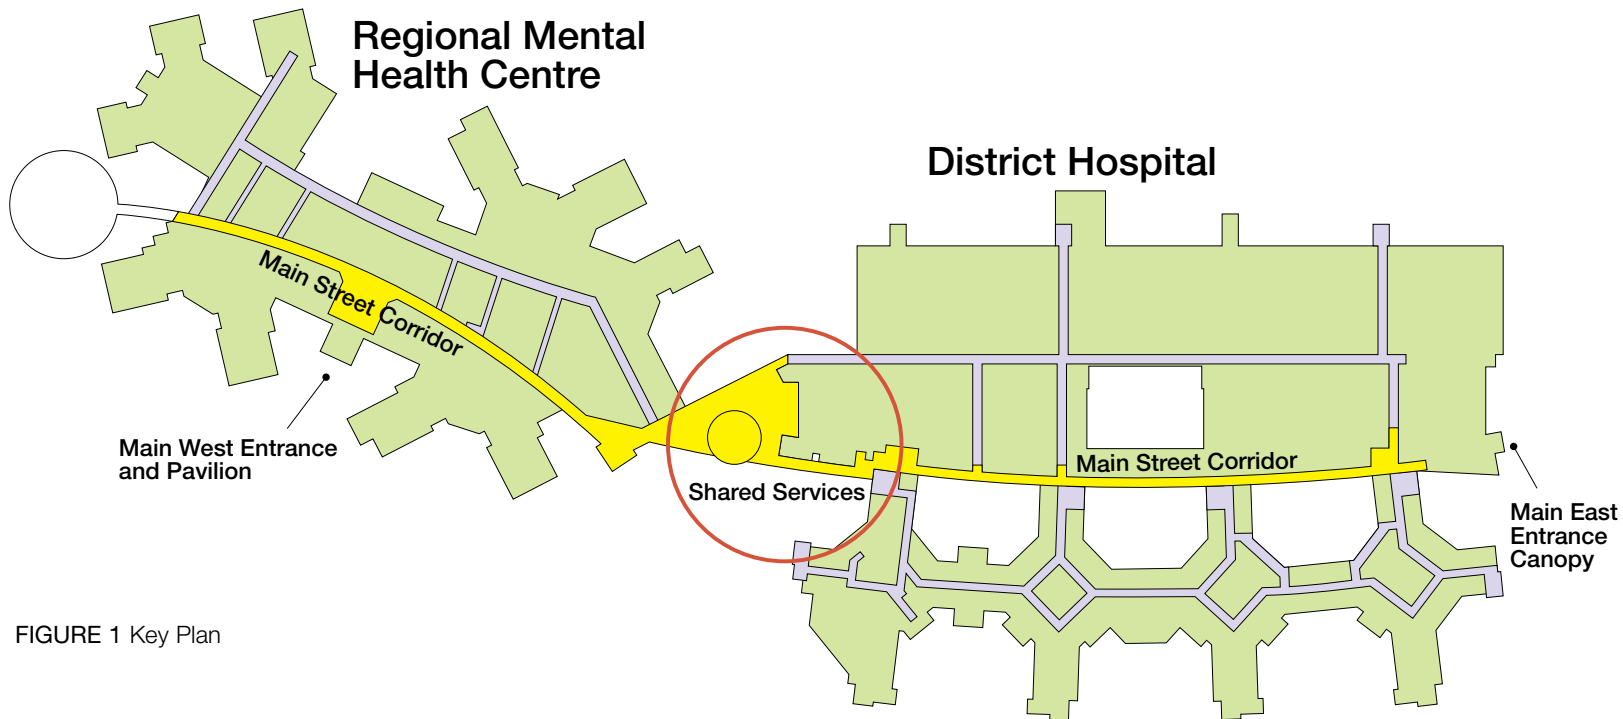 Regional Mental
Health Centre
District Hospital
Main Street Corridor
Main West Entrance
and Pavilion
Main Street Corridor
Shared Services
Main East
Entrance
Canopy
FIGURE 1 Key Plan